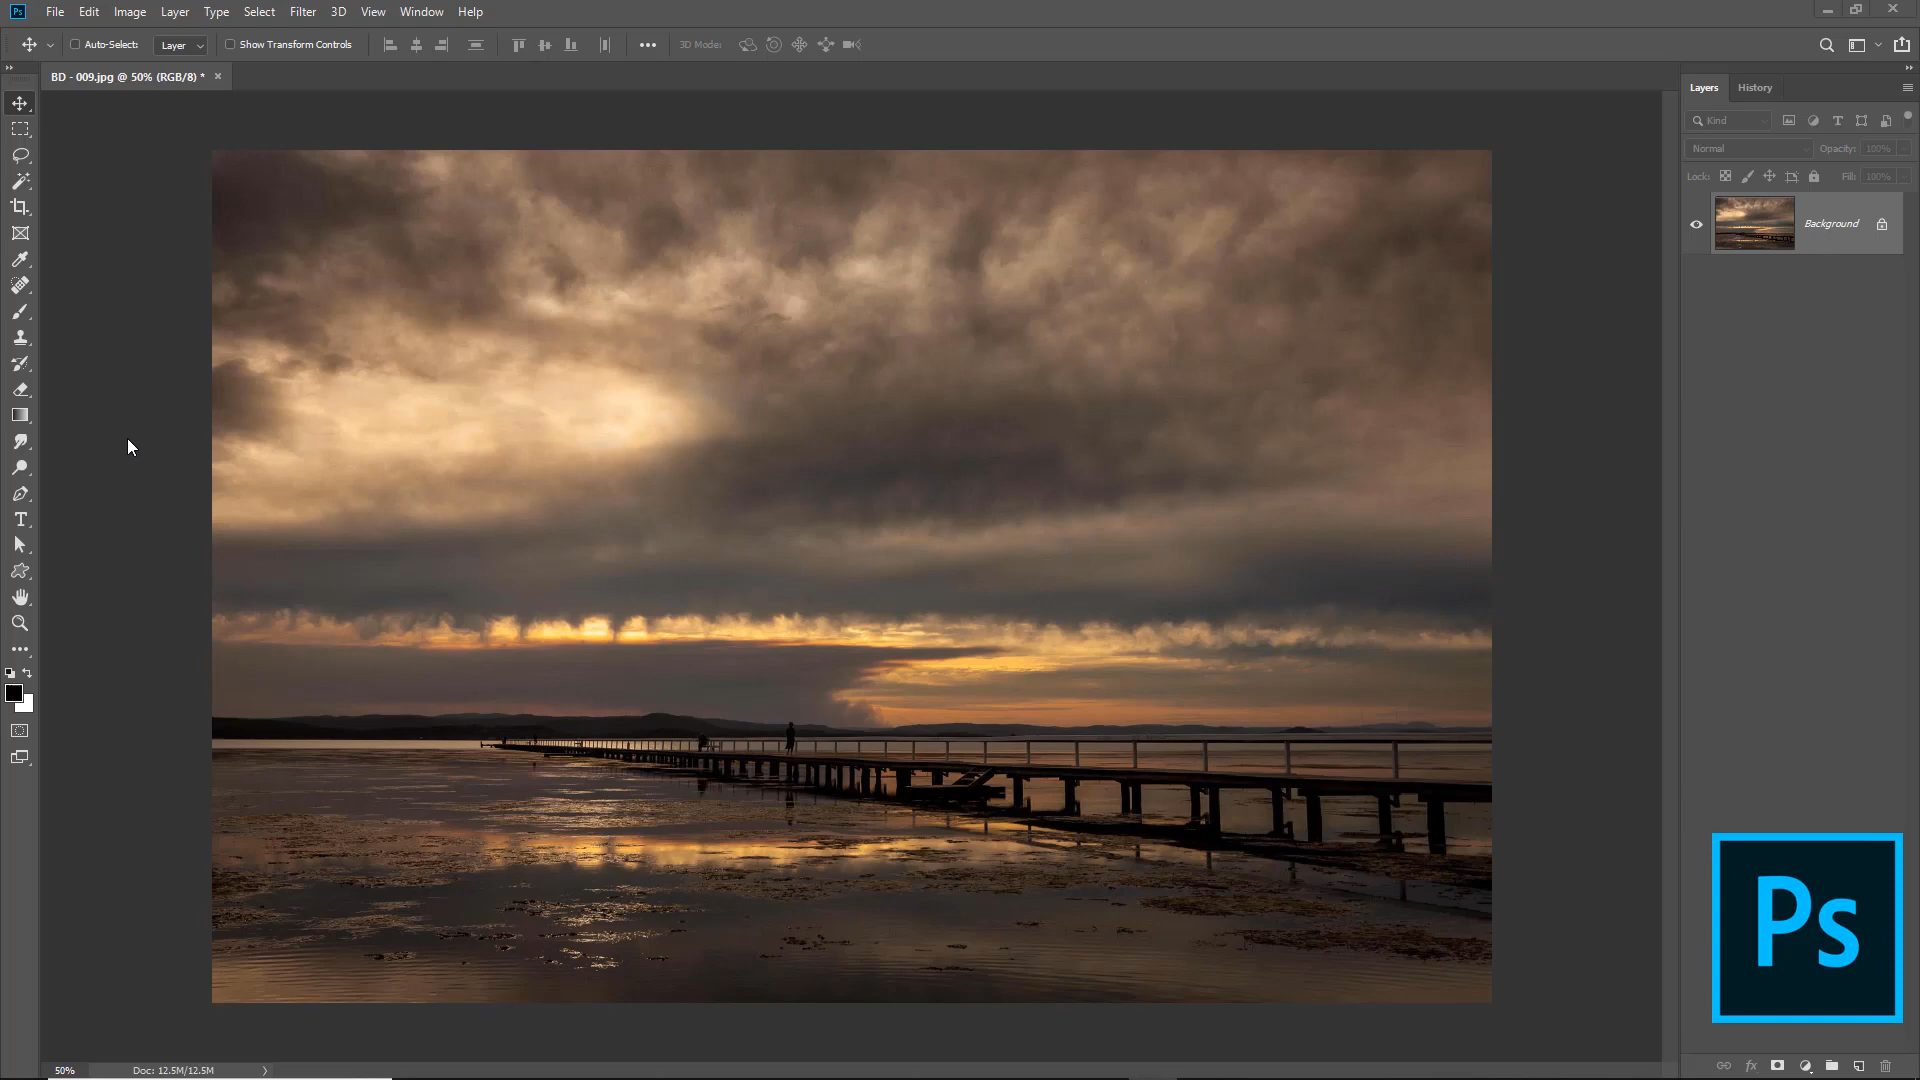 Ps File Edit Image Layer Type Select Filter 3D View Window Help
Auto-Select: Layer Show Transform Controls 3D Mode:
BD - 009.jpg @ 50% (RGB/8) *
Layers History
Kind
Normal Opacity: 100%
Lock: Fill: 100%
Background
Ps
50% Doc: 12.5M/12.5M
fx